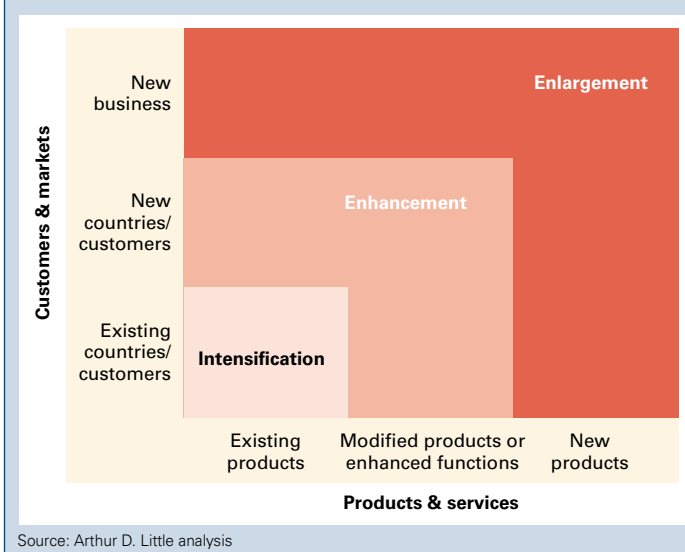 Customers & markets
New
business
Enlargement
New
countries/
customers
Enhancement
Existing
countries/
customers
Intensification
Existing
products
Modified products or
enhanced functions
New
products
Products & services
Source: Arthur D. Little analysis